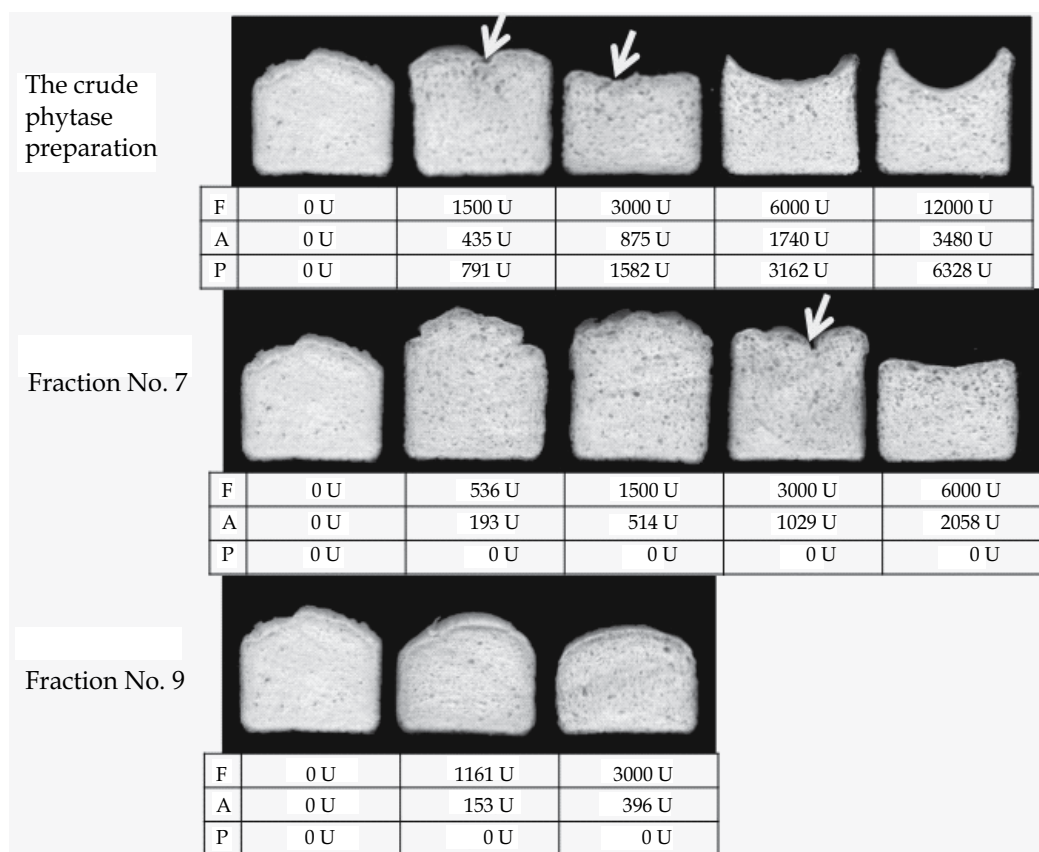 The crude
phytase
preparation
F 0 U 1500 U 3000 U 6000 U 12000 U
A 0 U 435 U 875 U 1740 U 3480 U
P 0 U 791 U 1582 U 3162 U 6328 U
Fraction No. 7
F 0 U 536 U 1500 U 3000 U 6000 U
A 0 U 193 U 514 U 1029 U 2058 U
P 0 U 0 U 0 U 0 U 0 U
Fraction No. 9
F 0 U 1161 U 3000 U
A 0 U 153 U 396 U
P 0 U 0 U 0 U